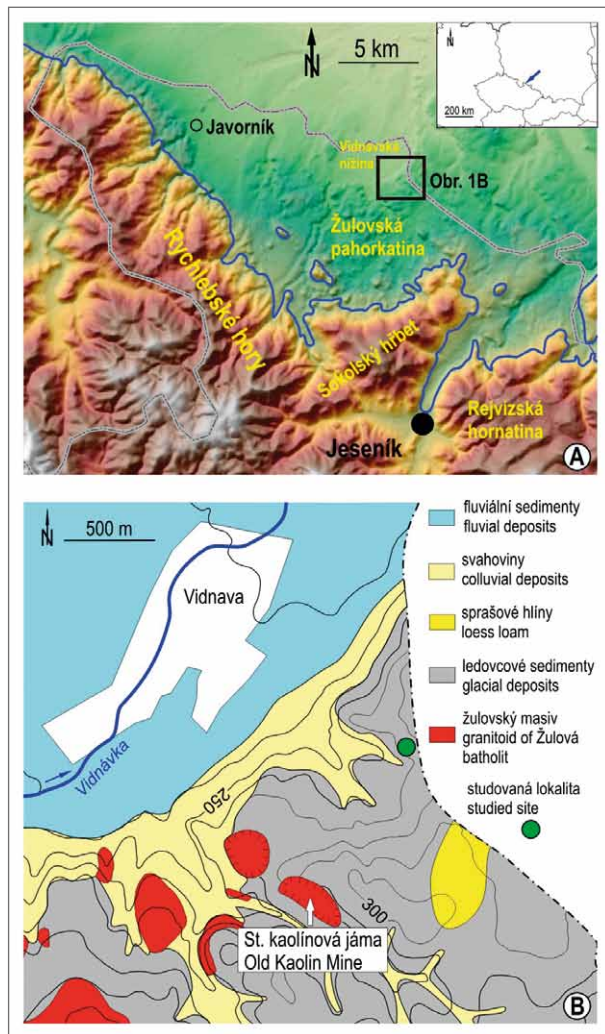 N
5 km
N
200 km
Javorník
Vidnavská
nížina
Obr. 1B
Žulovská
pahorkatina
Rychlebské hory
Sokolský hřbet
Rejvízská
hornatina
Jeseník
A
N
500 m
Vidnava
Vidnávka
250
300
St. kaolínová jáma
Old Kaolin Mine
fluviální sedimenty
fluvial deposits
svahoviny
colluvial deposits
sprašové hlíny
loess loam
ledovcové sedimenty
glacial deposits
žulovský masiv
granitoid of Žulová
batholit
studovaná lokalita
studied site
B